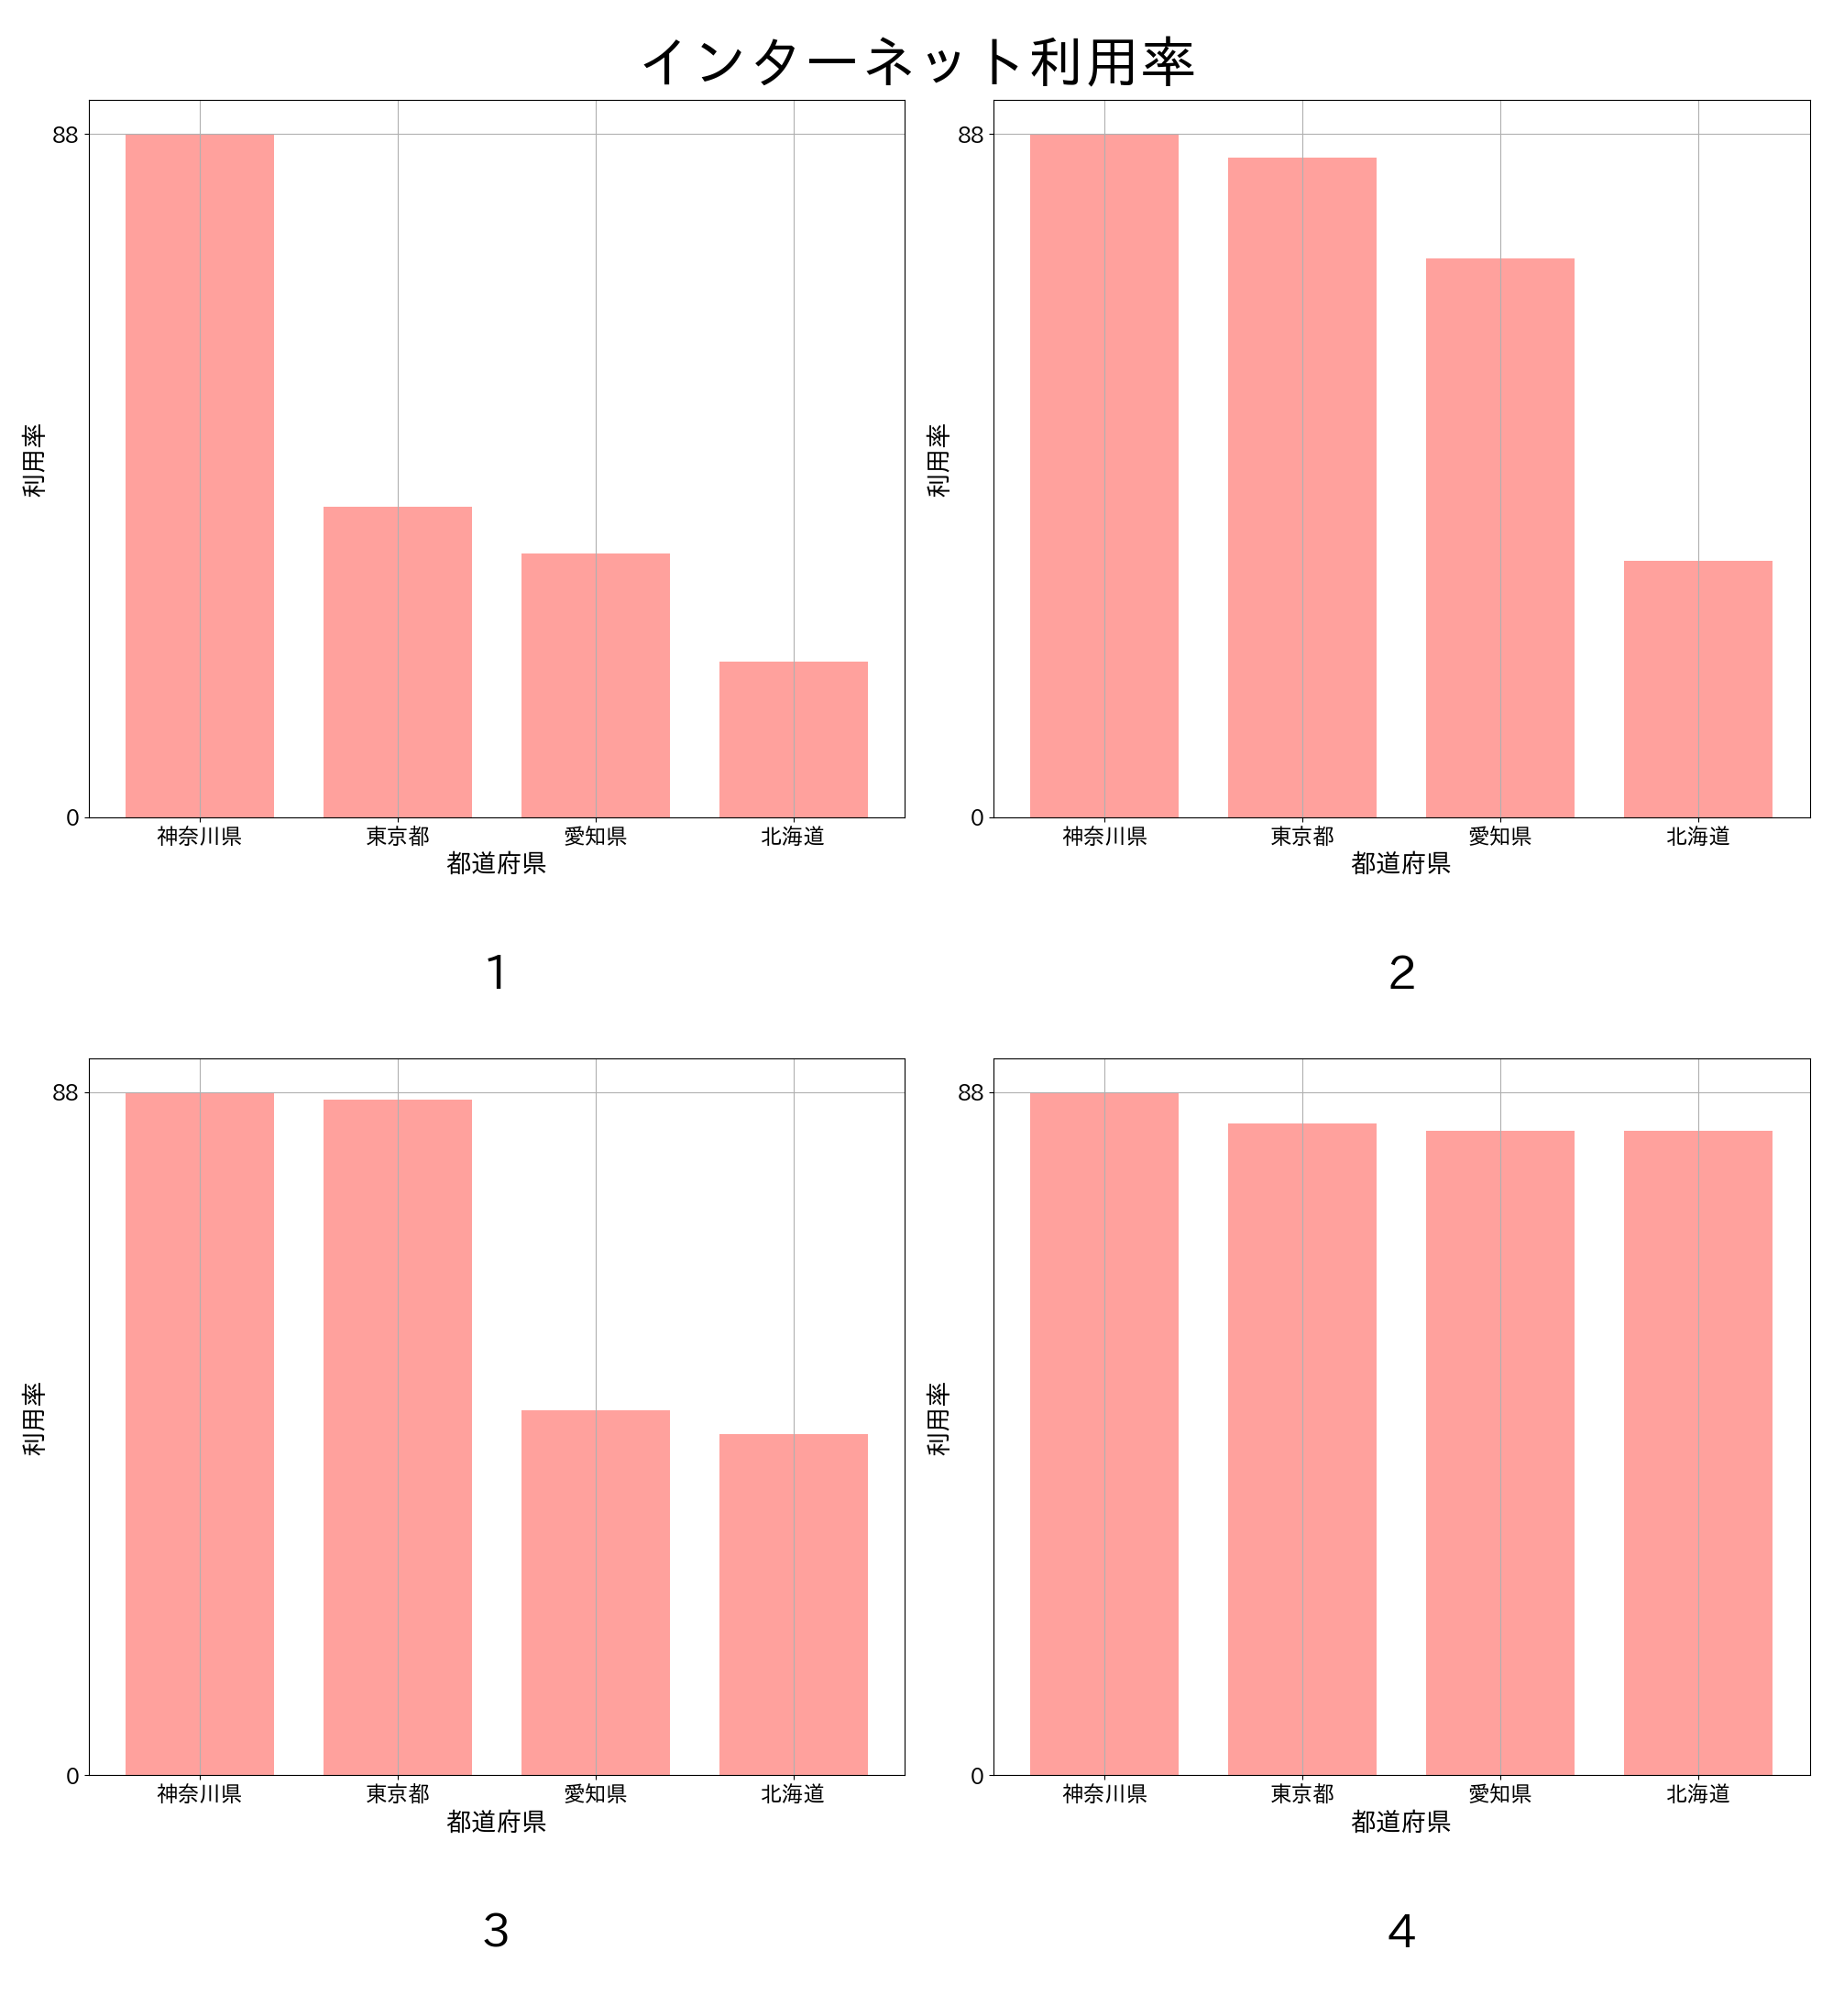 インターネット利用率
88
0
利用率
神奈川県 東京都 愛知県 北海道
都道府県
1
88
0
利用率
神奈川県 東京都 愛知県 北海道
都道府県
2
88
0
利用率
神奈川県 東京都 愛知県 北海道
都道府県
3
88
0
利用率
神奈川県 東京都 愛知県 北海道
都道府県
4